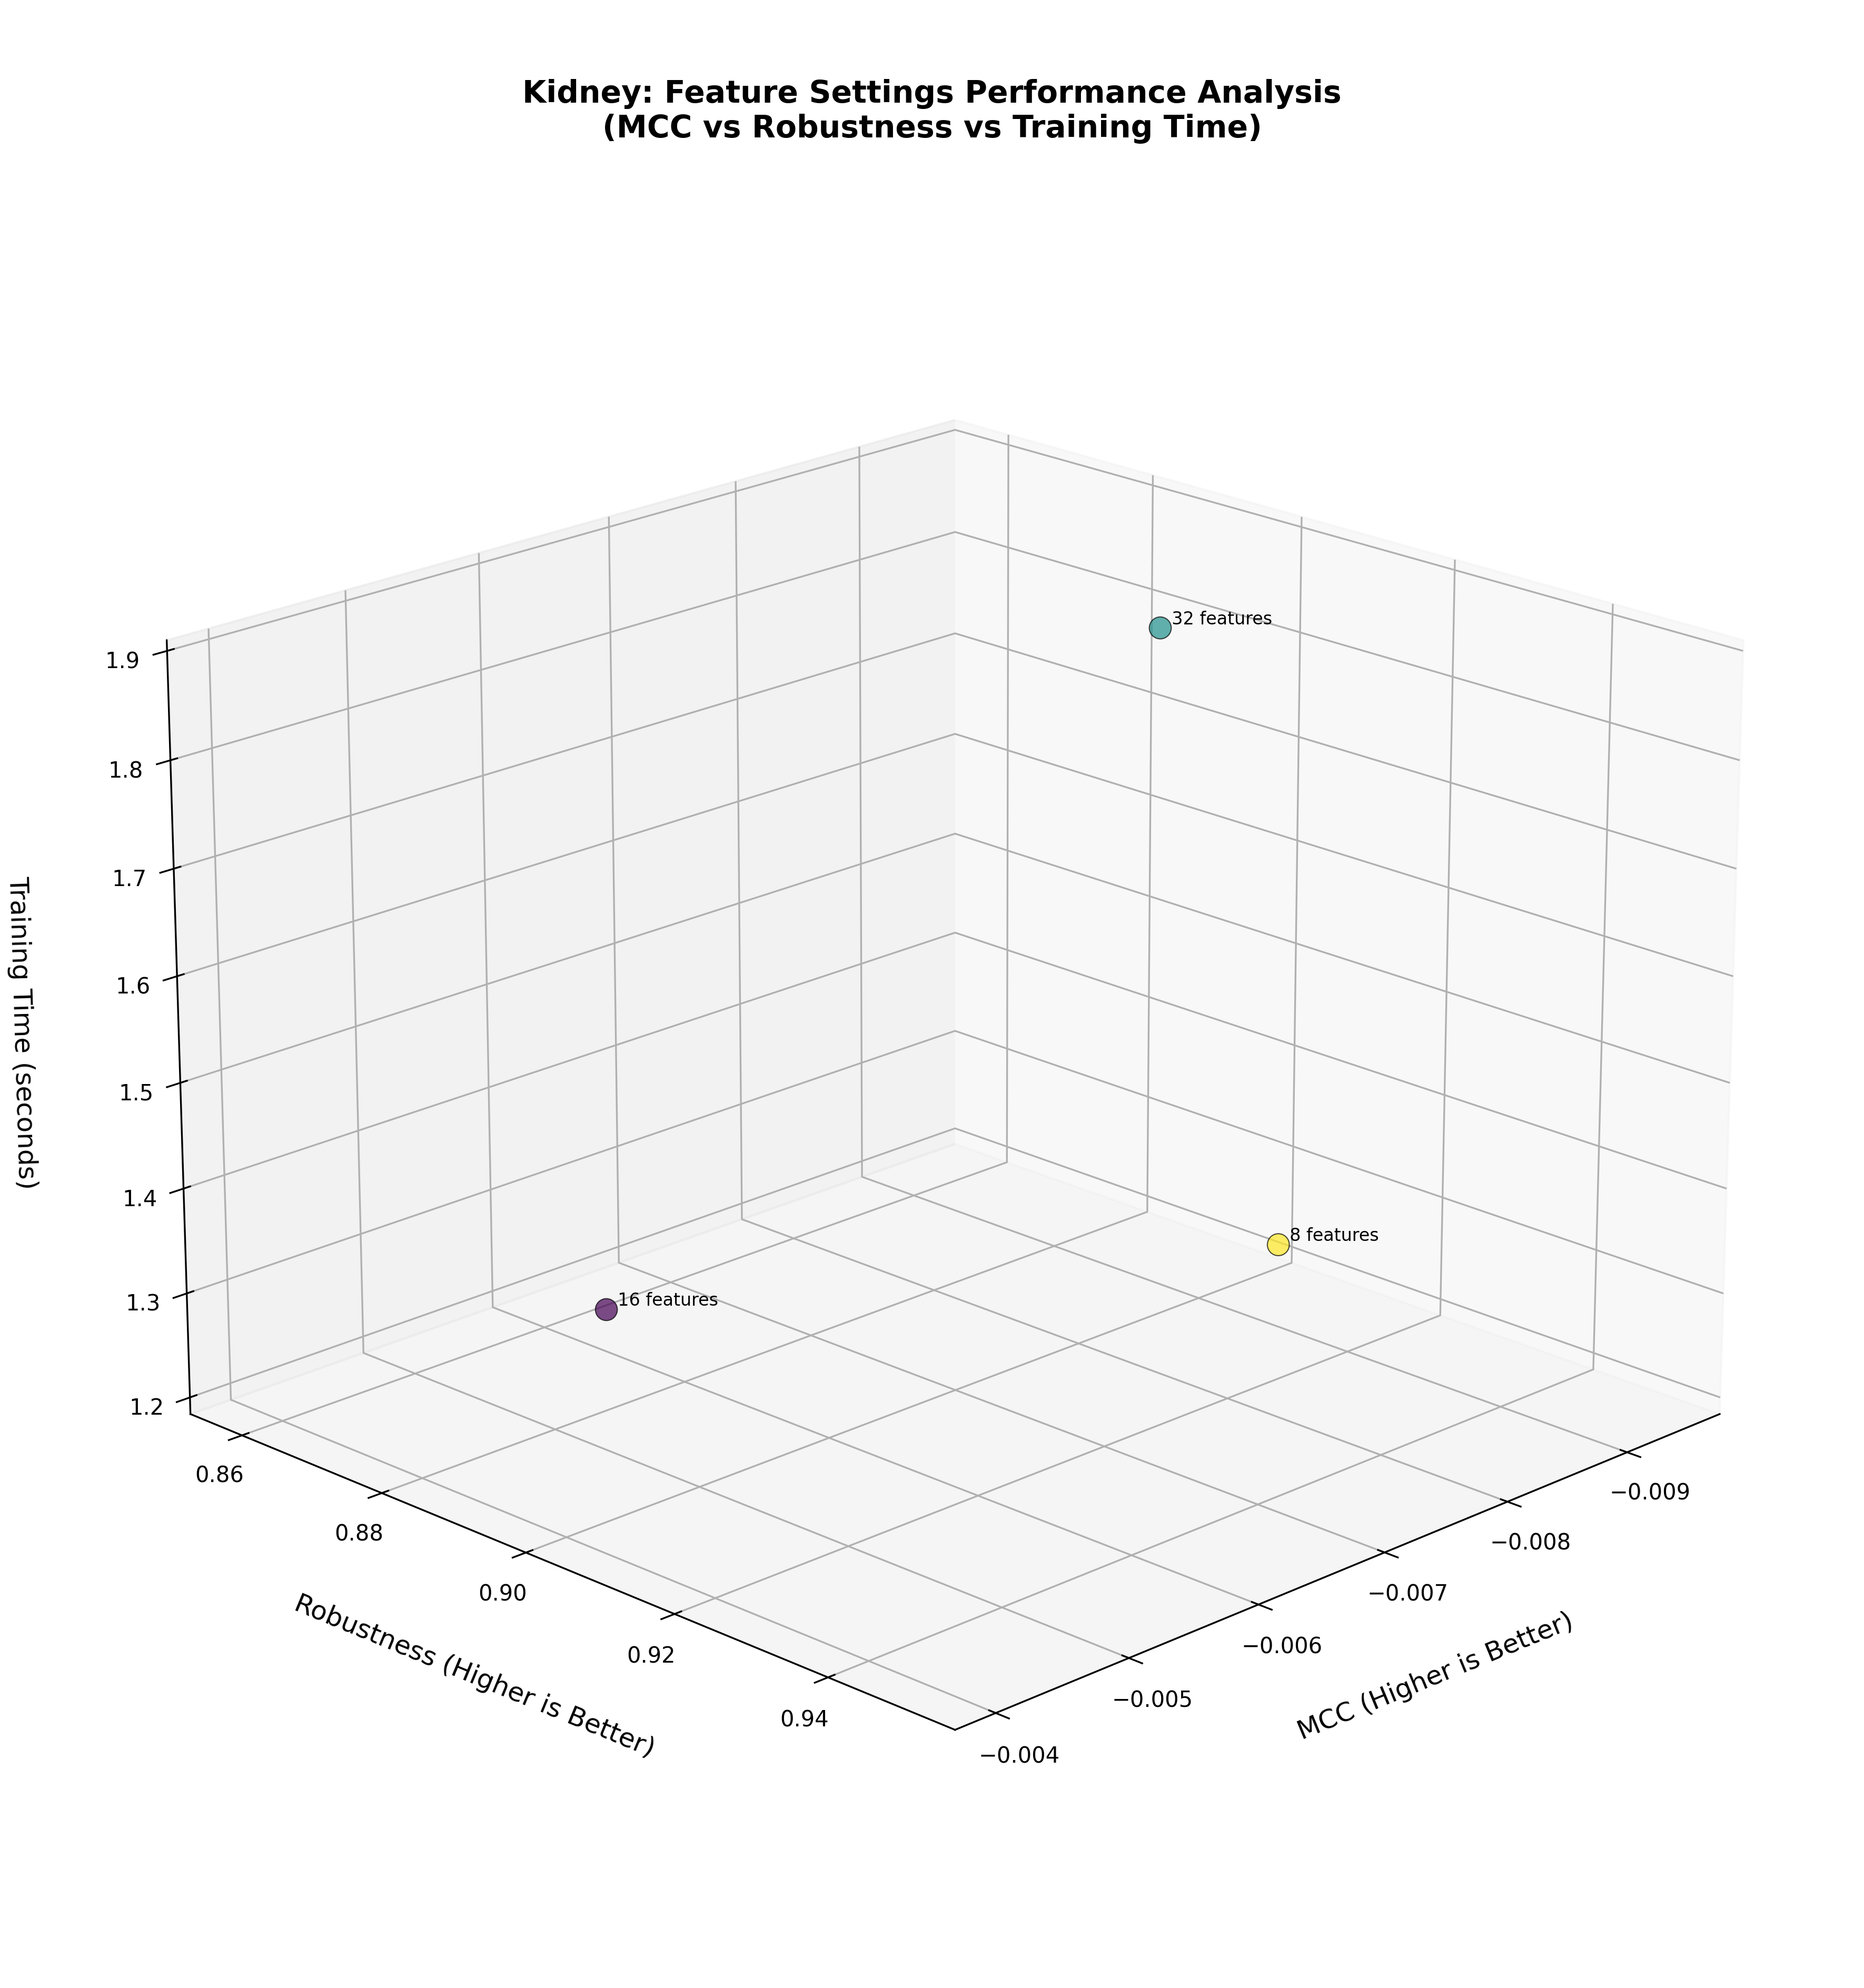 Kidney: Feature Settings Performance Analysis
(MCC vs Robustness vs Training Time)
32 features
8 features
16 features
Training Time (seconds)
1.9
1.8
1.7
1.6
1.5
1.4
1.3
1.2
Robustness (Higher is Better)
0.86
0.88
0.90
0.92
0.94
MCC (Higher is Better)
−0.004
−0.005
−0.006
−0.007
−0.008
−0.009